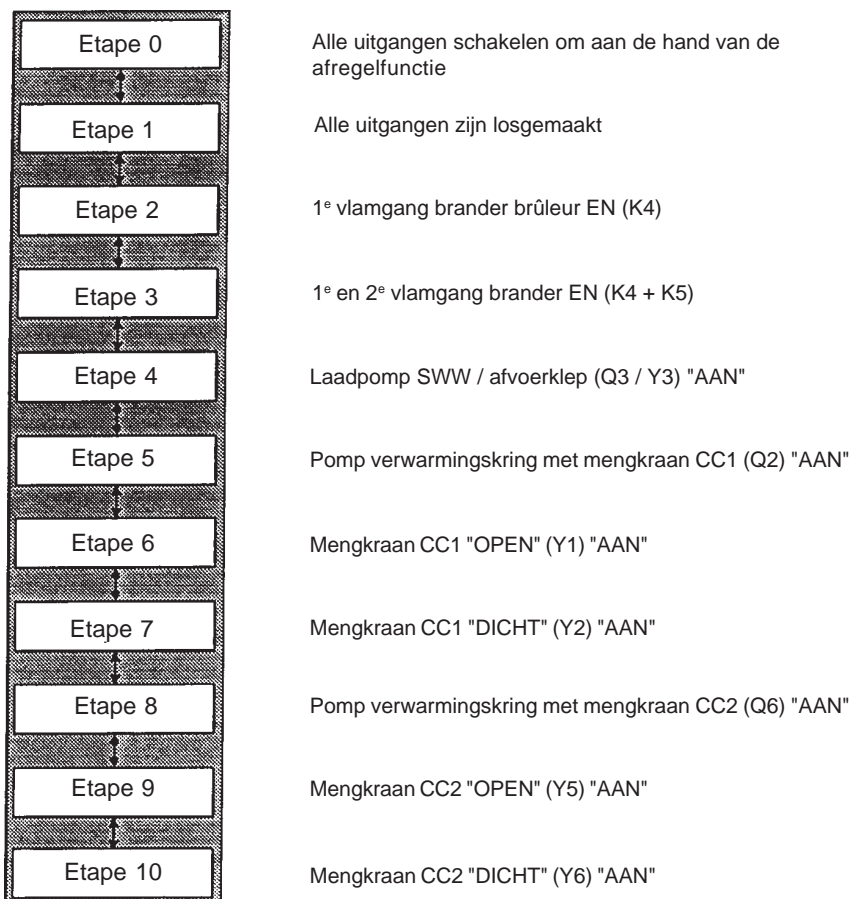 Etape 0
Alle uitgangen schakelen om aan de hand van de
afregelfunctie
Etape 1
Alle uitgangen zijn losgemaakt
Etape 2
1e vlamgang brander brûleur EN (K4)
Etape 3
1e en 2e vlamgang brander EN (K4 + K5)
Etape 4
Laadpomp SWW / afvoerklep (Q3 / Y3) "AAN"
Etape 5
Pomp verwarmingskring met mengkraan CC1 (Q2) "AAN"
Etape 6
Mengkraan CC1 "OPEN" (Y1) "AAN"
Etape 7
Mengkraan CC1 "DICHT" (Y2) "AAN"
Etape 8
Pomp verwarmingskring met mengkraan CC2 (Q6) "AAN"
Etape 9
Mengkraan CC2 "OPEN" (Y5) "AAN"
Etape 10
Mengkraan CC2 "DICHT" (Y6) "AAN"